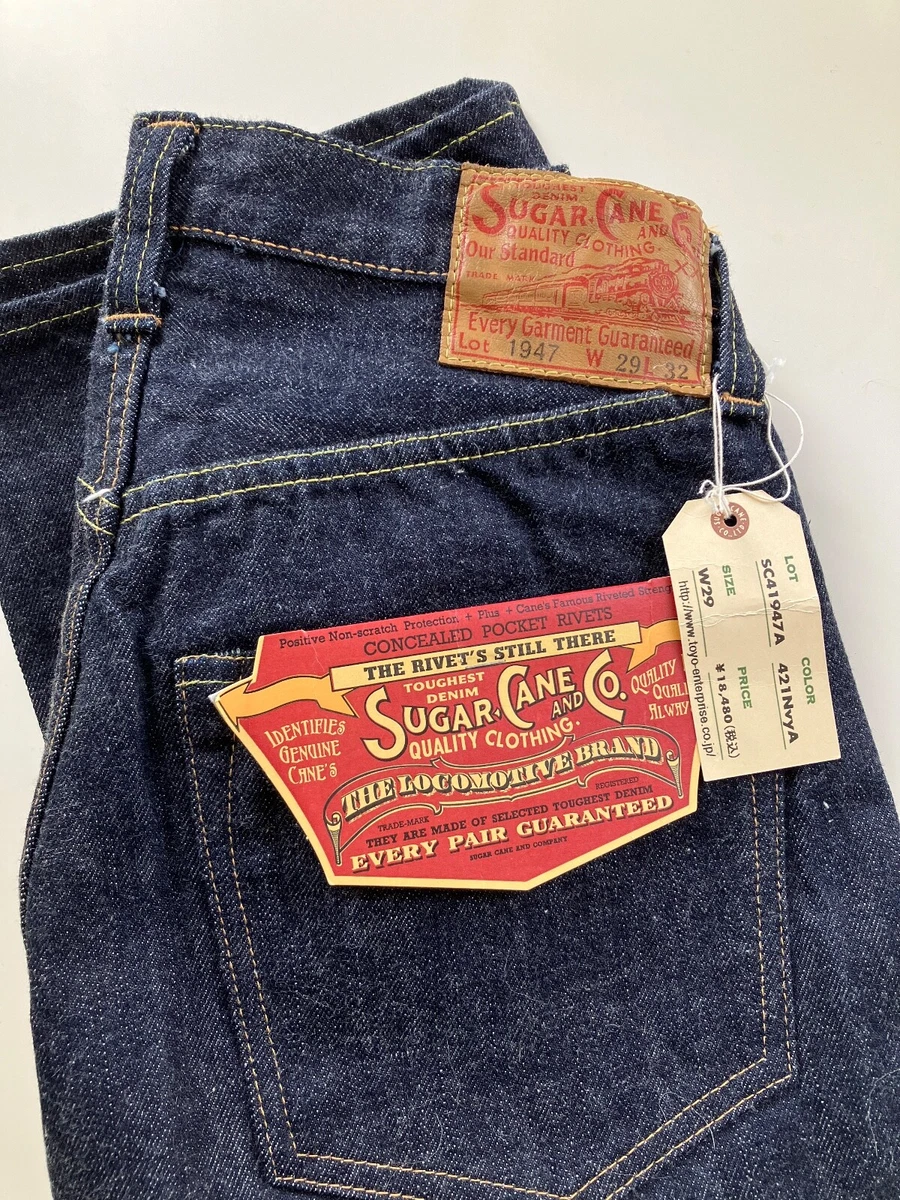 TOUGHEST
DENIM
SUGAR CANE
AND Co.
QUALITY CLOTHING.
Our Standard
TRADE MARK
Every Garment Guaranteed
Lot 1947 W 29 L 32
LOT
SC41947A
COLOR
421NvyA
SIZE
W29
PRICE
¥18,480(税込)
http://www.toyo-enterprise.co.jp/
Positive Non-scratch Protection + Plus + Cane's Famous Riveted
CONCEALED POCKET RIVETS
THE RIVET'S STILL THERE
TOUGHEST
DENIM
SUGAR CANE AND Co.
QUALITY CLOTHING.
IDENTIFIES
GENUINE
CANE'S
QUALITY
THE LOCOMOTIVE BRAND
TRADE-MARK
REGISTERED
THEY ARE MADE OF SELECTED TOUGHEST DENIM
EVERY PAIR GUARANTEED
SUGAR CANE AND COMPANY